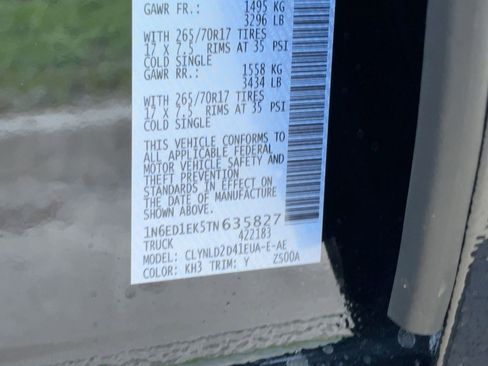 GAWR FR.: 1495 KG
3296 LB
WITH 265/70R17 TIRES
17 X 7.5 RIMS AT 35 PSI
COLD SINGLE
GAWR RR.: 1558 KG
3434 LB
WITH 265/70R17 TIRES
17 X 7.5 RIMS AT 35 PSI
COLD SINGLE
THIS VEHICLE CONFORMS TO
ALL APPLICABLE FEDERAL
MOTOR VEHICLE SAFETY AND
THEFT PREVENTION
STANDARDS IN EFFECT ON
THE DATE OF MANUFACTURE
SHOWN ABOVE.
1N6ED1EK5TN635827
TRUCK 422183
MODEL: CLYNLD2D41EUA-E-AE
COLOR: KH3 TRIM: Y ZS00A